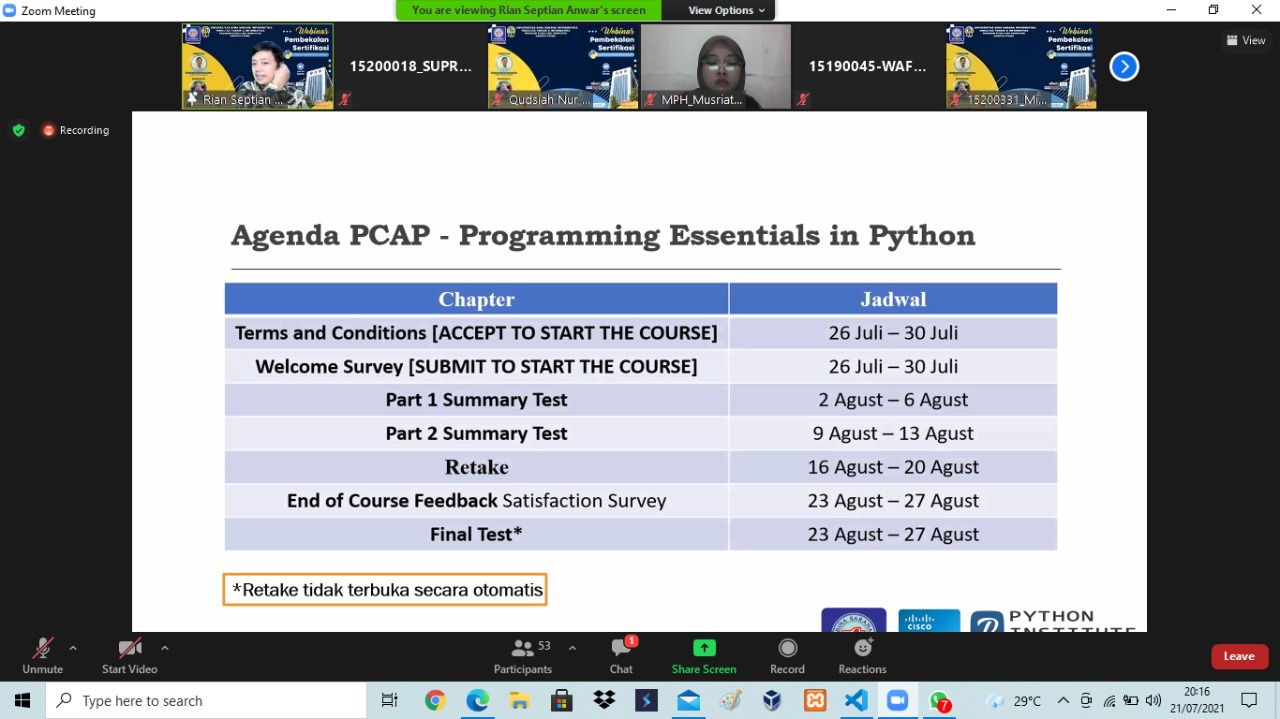 Zoom Meeting
You are viewing Rian Septian Anwar's screen
View Options
Webinar
Pembekalan
Sertifikasi
Rian Septian ...
Webinar
Pembekalan
Sertifikasi
Qudsiah Nur ...
MPH_Musriat...
15190045-WAF...
Webinar
Pembekalan
Sertifikasi
15200331_Mi...
View
Recording
Agenda PCAP - Programming Essentials in Python
Chapter Jadwal
Terms and Conditions [ACCEPT TO START THE COURSE] 26 Juli – 30 Juli
Welcome Survey [SUBMIT TO START THE COURSE] 26 Juli – 30 Juli
Part 1 Summary Test 2 Agust – 6 Agust
Part 2 Summary Test 9 Agust – 13 Agust
Retake 16 Agust – 20 Agust
End of Course Feedback Satisfaction Survey 23 Agust – 27 Agust
Final Test* 23 Agust – 27 Agust
*Retake tidak terbuka secara otomatis
CISCO
PYTHON
INSTITUTE
Unmute
Start Video
53
Participants
1
Chat
Share Screen
Record
Reactions
Leave
Type here to search
7
29°C
20:16
21/07/2021